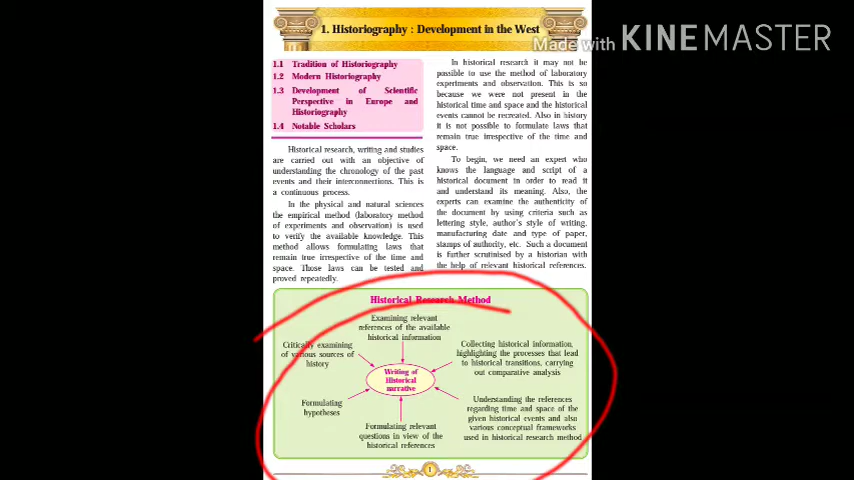 1. Historiography : Development in the West
Made with KINEMASTER
1.1 Tradition of Historiography
1.2 Modern Historiography
1.3 Development of Scientific
Perspective in Europe and
Historiography
1.4 Notable Scholars
Historical research, writing and studies
are carried out with an objective of
understanding the chronology of the past
events and their interconnections. This is
a continuous process.
In the physical and natural sciences
the empirical method (laboratory method
of experiments and observation) is used
to verify the available knowledge. This
method allows formulating laws that
remain true irrespective of the time and
space. Those laws can be tested and
proved repeatedly.
In historical research it may not be
possible to use the method of laboratory
experiments and observation. This is so
because we were not present in the
historical time and space and the historical
events cannot be recreated. Also in history
it is not possible to formulate laws that
remain true irrespective of the time and
space.
To begin, we need an expert who
knows the language and script of a
historical document in order to read it
and understand its meaning. Also, the
experts can examine the authenticity of
the document by using criteria such as
lettering style, author's style of writing,
manufacturing date and type of paper,
stamps of authority, etc. Such a document
is further scrutinised by a historian with
the help of relevant historical references.
Historical Research Method
Examining relevant
references of the available
historical information
Critically examining
of various sources of
history
Collecting historical information,
highlighting the processes that lead
to historical transitions, carrying
out comparative analysis
Writing of
Historical
narrative
Formulating
hypotheses
Understanding the references
regarding time and space of the
given historical events and also
various conceptual frameworks
used in historical research method
Formulating relevant
questions in view of the
historical references
1